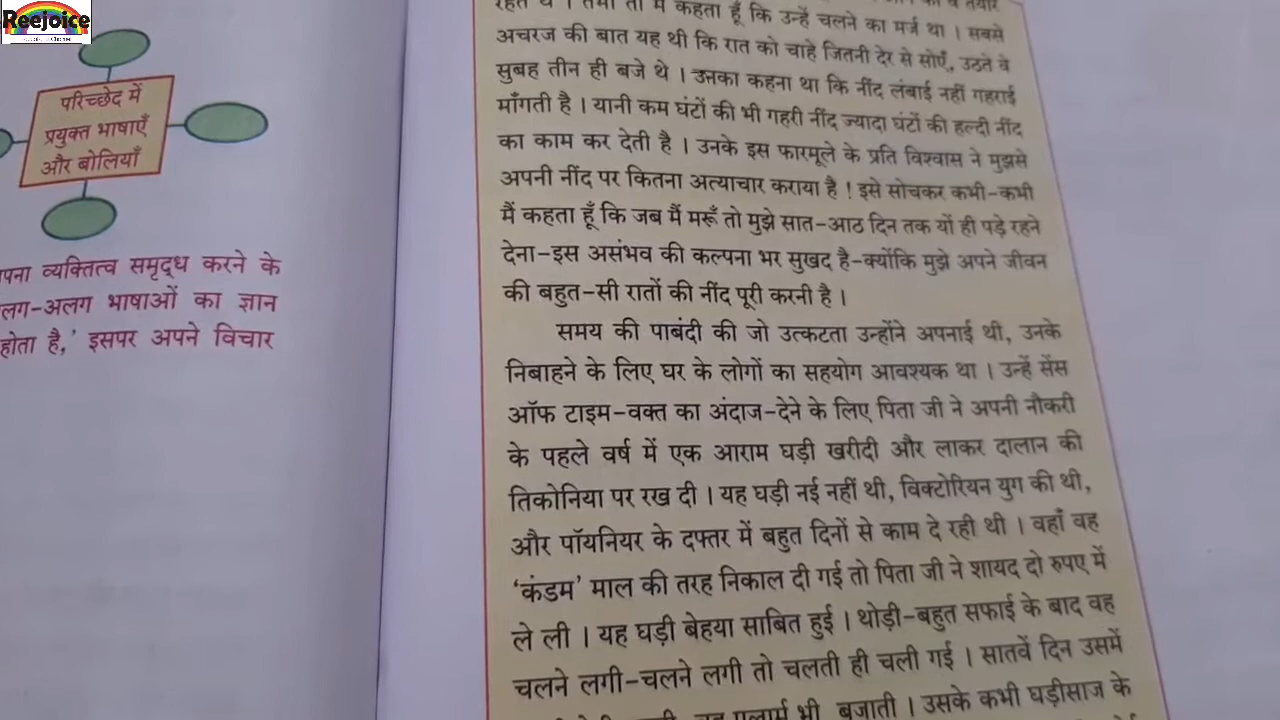 Reejoice
परिच्छेद में
प्रयुक्त भाषाएँ
और बोलियाँ
व्यक्तित्व समृद्ध करने के
भाषाओं का ज्ञान
होता है,' इसपर अपने विचार
कहता हूँ कि उन्हें चलने का मर्ज था । सबसे
अचरज की बात यह थी कि रात को चाहे जितनी देर से सोएँ, उठते वे
सुबह तीन ही बजे थे । उनका कहना था कि नींद लंबाई नहीं गहराई
माँगती है । यानी कम घंटों की भी गहरी नींद ज्यादा घंटों की हल्दी नींद
का काम कर देती है । उनके इस फारमूले के प्रति विश्वास ने मुझसे
अपनी नींद पर कितना अत्याचार कराया है ! इसे सोचकर कभी-कभी
मैं कहता हूँ कि जब मैं मरूँ तो मुझे सात-आठ दिन तक यों ही पड़े रहने
देना-इस असंभव की कल्पना भर सुखद है-क्योंकि मुझे अपने जीवन
की बहुत-सी रातों की नींद पूरी करनी है ।
समय की पाबंदी की जो उत्कटता उन्होंने अपनाई थी, उनके
निबाहने के लिए घर के लोगों का सहयोग आवश्यक था । उन्हें सेंस
ऑफ टाइम-वक्त का अंदाज-देने के लिए पिता जी ने अपनी नौकरी
के पहले वर्ष में एक आराम घड़ी खरीदी और लाकर दालान की
तिकोनिया पर रख दी । यह घड़ी नई नहीं थी, विक्टोरियन युग की थी,
और पॉयनियर के दफ्तर में बहुत दिनों से काम दे रही थी । वहाँ वह
'कंडम' माल की तरह निकाल दी गई तो पिता जी ने शायद दो रुपए में
ले ली । यह घड़ी बेहया साबित हुई । थोड़ी-बहुत सफाई के बाद वह
चलने लगी-चलने लगी तो चलती ही चली गई । सातवें दिन उसमें
भी बजाती । उसके कभी घड़ीसाज के